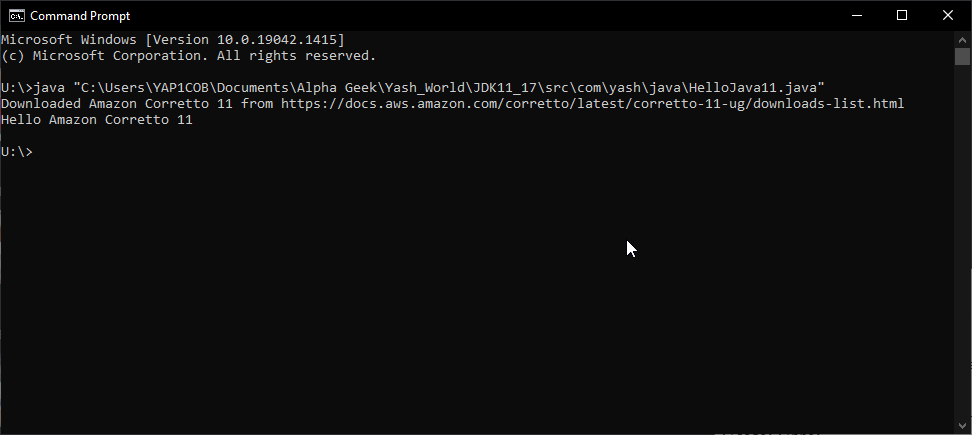 Command Prompt
Microsoft Windows [Version 10.0.19042.1415]
(c) Microsoft Corporation. All rights reserved.
U:\>java "C:\Users\YAP1COB\Documents\Alpha Geek\Yash_World\JDK11_17\src\com\yash\java\HelloJava11.java"
Downloaded Amazon Corretto 11 from https://docs.aws.amazon.com/corretto/latest/corretto-11-ug/downloads-list.html
Hello Amazon Corretto 11
U:\>